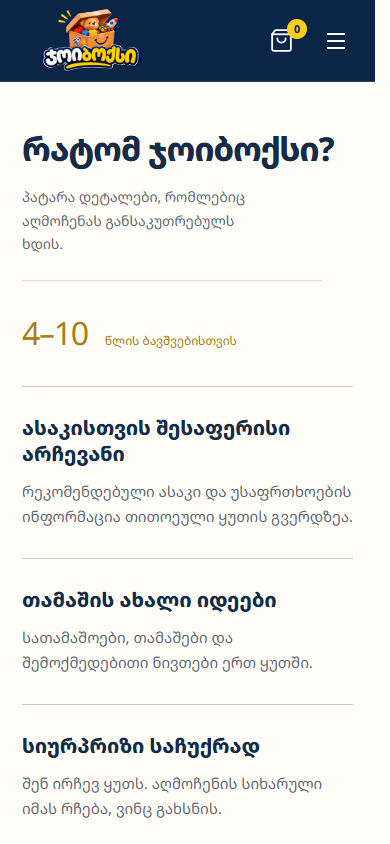 ჯოიბოქსი
0
რატომ ჯოიბოქსი?
პატარა დეტალები, რომლებიც
აღმოჩენას განსაკუთრებულს
ხდის.
4–10 წლის ბავშვებისთვის
ასაკისთვის შესაფერისი
არჩევანი
რეკომენდებული ასაკი და უსაფრთხოების
ინფორმაცია თითოეული ყუთის გვერდზეა.
თამაშის ახალი იდეები
სათამაშოები, თამაშები და
შემოქმედებითი ნივთები ერთ ყუთში.
სიურპრიზი საჩუქრად
შენ ირჩევ ყუთს. აღმოჩენის სიხარული
იმას რჩება, ვინც გახსნის.